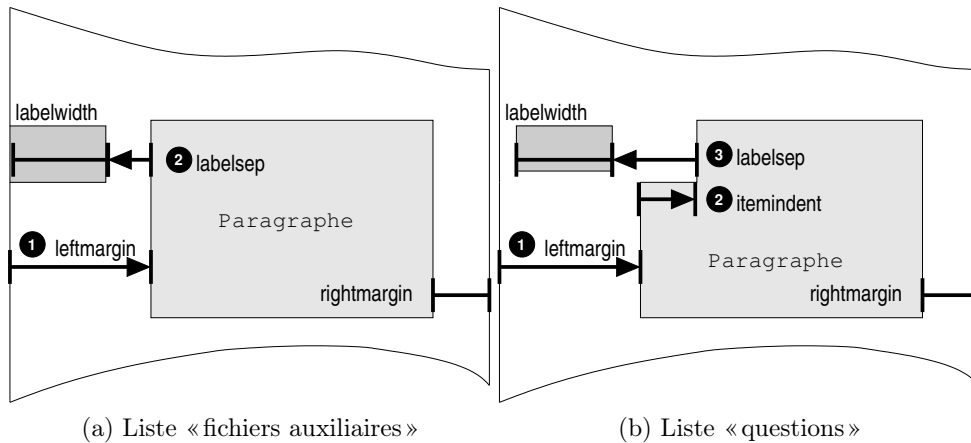 labelwidth
2 labelsep
Paragraphe
1 leftmargin
rightmargin
(a) Liste « fichiers auxiliaires »
labelwidth
3 labelsep
2 itemindent
1 leftmargin
Paragraphe
rightmargin
(b) Liste « questions »